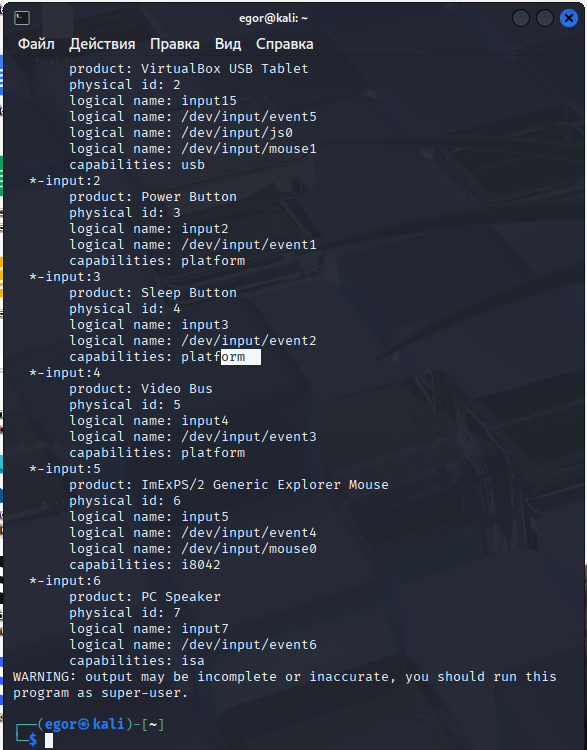 egor@kali: ~
Файл Действия Правка Вид Справка
product: VirtualBox USB Tablet
physical id: 2
logical name: input15
logical name: /dev/input/event5
logical name: /dev/input/js0
logical name: /dev/input/mouse1
capabilities: usb
*-input:2
product: Power Button
physical id: 3
logical name: input2
logical name: /dev/input/event1
capabilities: platform
*-input:3
product: Sleep Button
physical id: 4
logical name: input3
logical name: /dev/input/event2
capabilities: platform
*-input:4
product: Video Bus
physical id: 5
logical name: input4
logical name: /dev/input/event3
capabilities: platform
*-input:5
product: ImExPS/2 Generic Explorer Mouse
physical id: 6
logical name: input5
logical name: /dev/input/event4
logical name: /dev/input/mouse0
capabilities: i8042
*-input:6
product: PC Speaker
physical id: 7
logical name: input7
logical name: /dev/input/event6
capabilities: isa
WARNING: output may be incomplete or inaccurate, you should run this
program as super-user.
┌──(egor㉿kali)-[~]
└─$